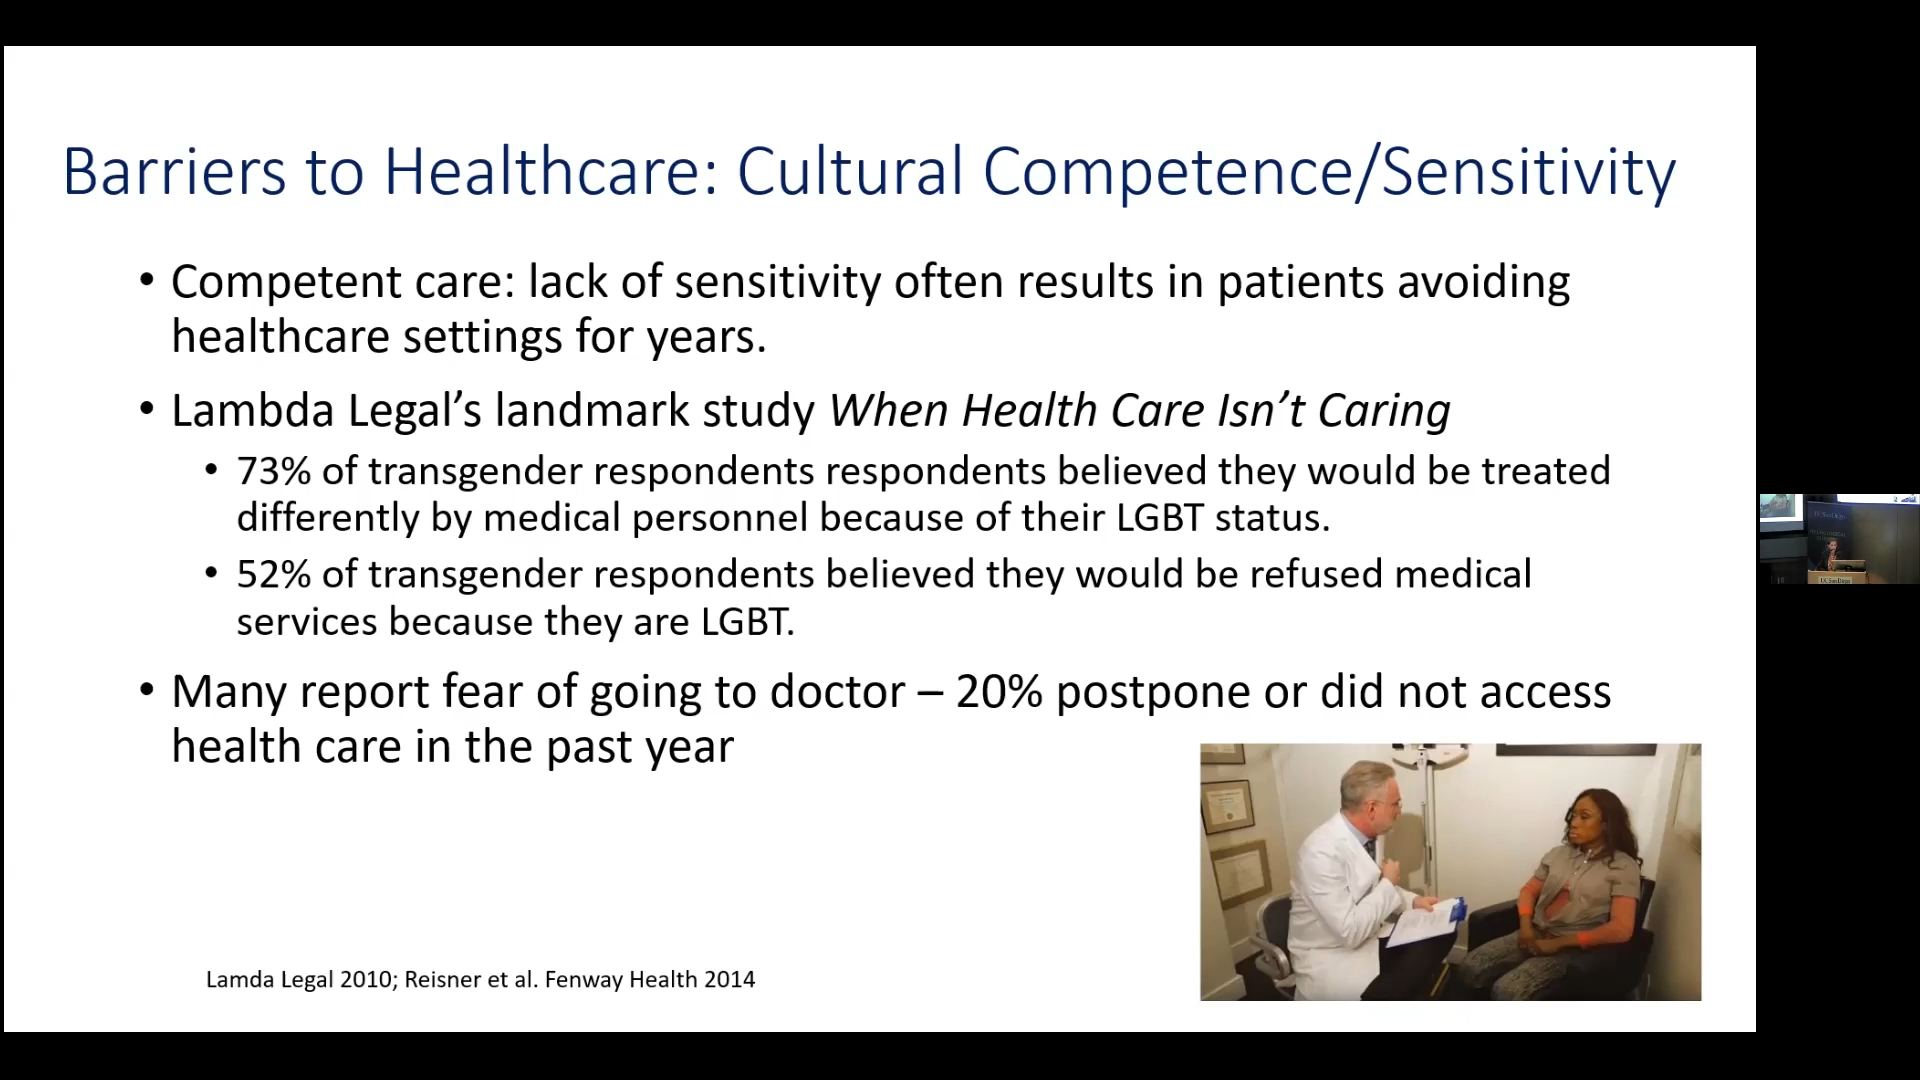 Barriers to Healthcare: Cultural Competence/Sensitivity
• Competent care: lack of sensitivity often results in patients avoiding
healthcare settings for years.
• Lambda Legal’s landmark study When Health Care Isn’t Caring
• 73% of transgender respondents respondents believed they would be treated
differently by medical personnel because of their LGBT status.
• 52% of transgender respondents believed they would be refused medical
services because they are LGBT.
• Many report fear of going to doctor – 20% postpone or did not access
health care in the past year
Lamda Legal 2010; Reisner et al. Fenway Health 2014
UC San Diego